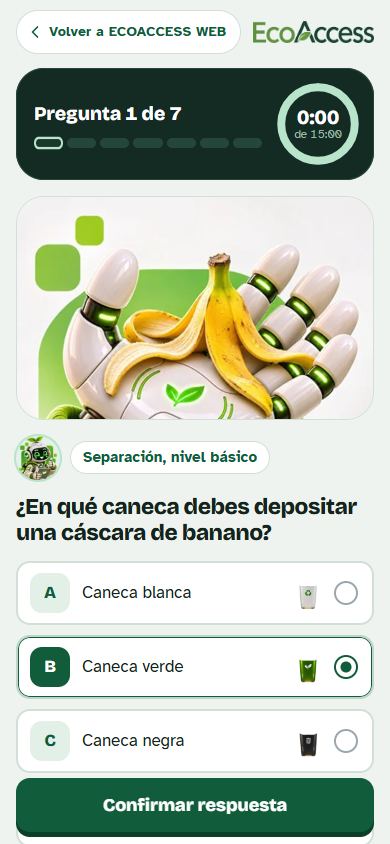 Volver a ECOACCESS WEB
EcoAccess
Pregunta 1 de 7
0:00
de 15:00
Separación, nivel básico
¿En qué caneca debes depositar
una cáscara de banano?
A
Caneca blanca
B
Caneca verde
C
Caneca negra
Confirmar respuesta